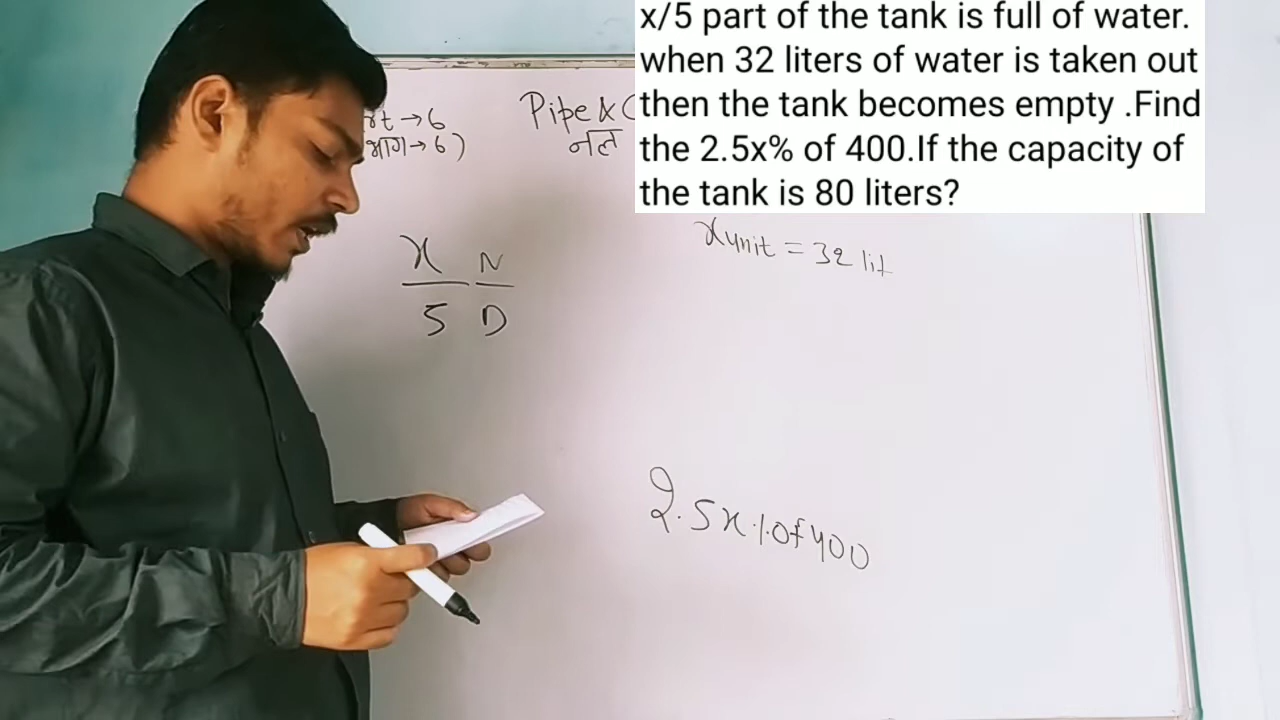 x/5 part of the tank is full of water.
when 32 liters of water is taken out
then the tank becomes empty .Find
the 2.5x% of 400.If the capacity of
the tank is 80 liters?
→6
भाग→6)
Pipe &
नल
x N
5 D
x unit = 32 lit
2.5x% of 400